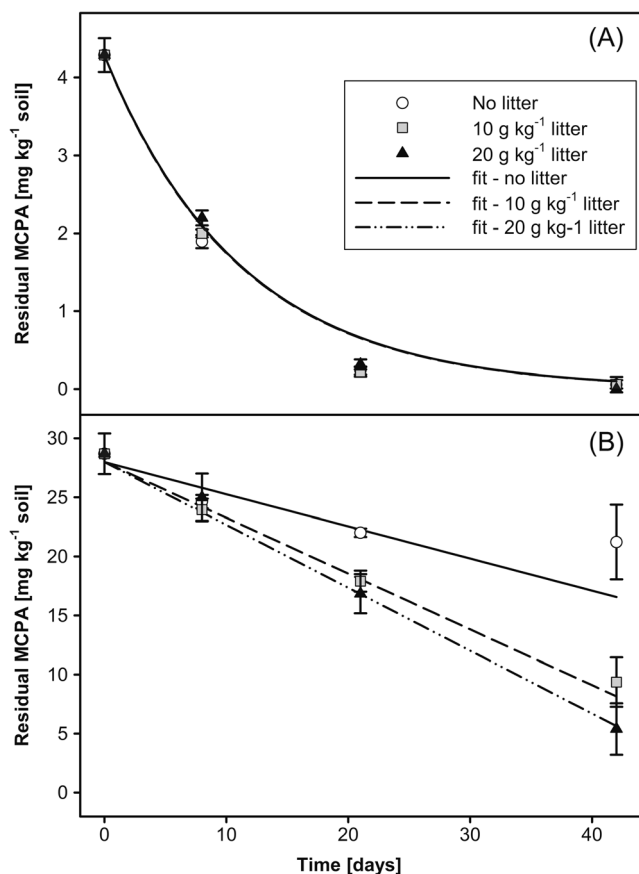 (A)
4
2
0
Residual MCPA [mg kg⁻¹ soil]
No litter
10 g kg⁻¹ litter
20 g kg⁻¹ litter
fit - no litter
fit - 10 g kg⁻¹ litter
fit - 20 g kg-1 litter
(B)
30
25
20
15
10
5
0
Residual MCPA [mg kg⁻¹ soil]
0 10 20 30 40
Time [days]